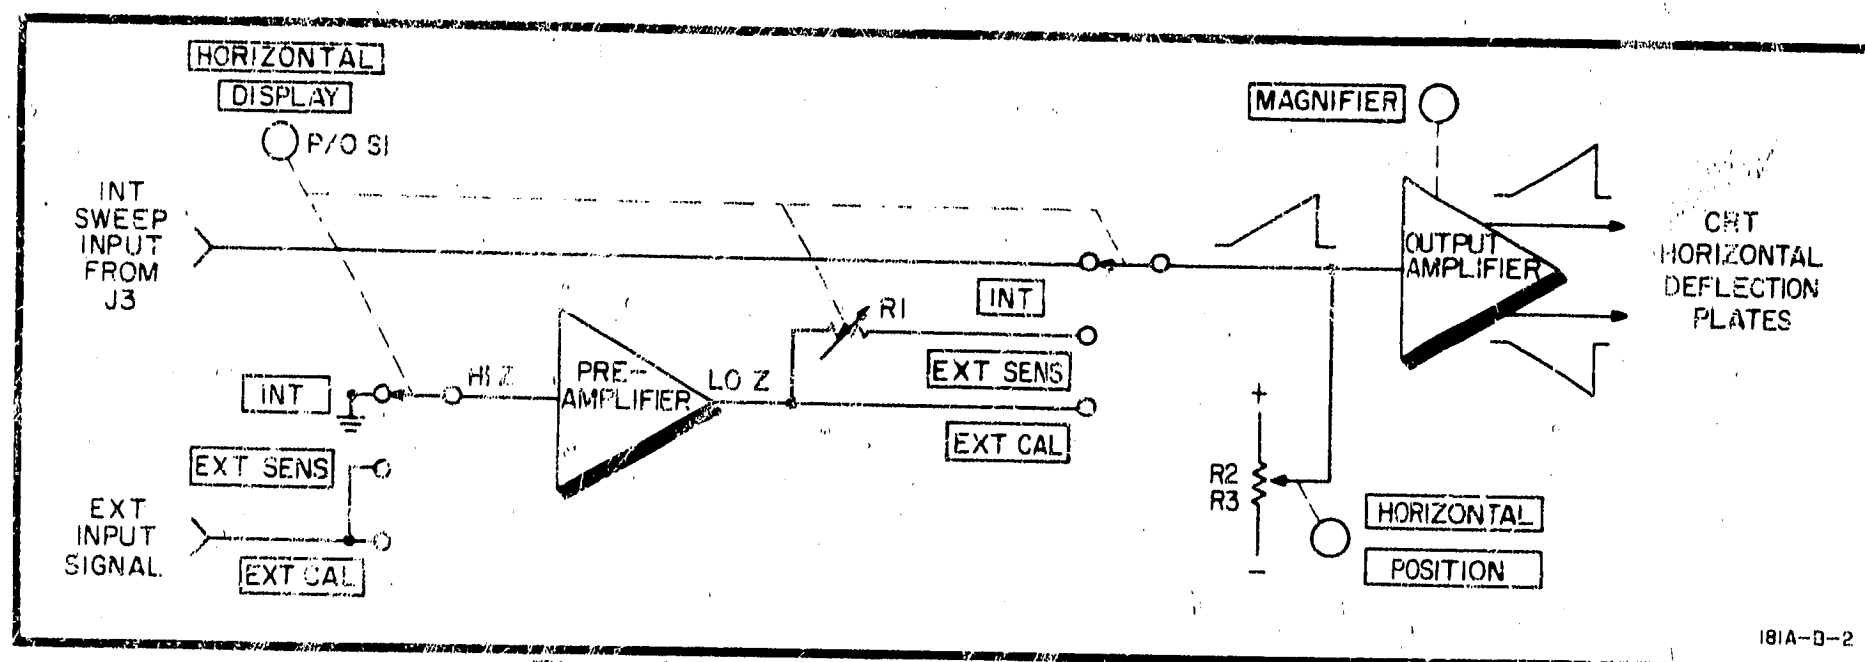 HORIZONTAL
DISPLAY
P/O S1
INT
SWEEP
INPUT
FROM
J3
MAGNIFIER
OUTPUT
AMPLIFIER
CRT
HORIZONTAL
DEFLECTION
PLATES
INT
R1
EXT SENS
EXT CAL
INT
HI Z
PRE-
AMPLIFIER
LO Z
EXT SENS
EXT
INPUT
SIGNAL
EXT CAL
+
R2
R3
-
HORIZONTAL
POSITION
181A-B-2